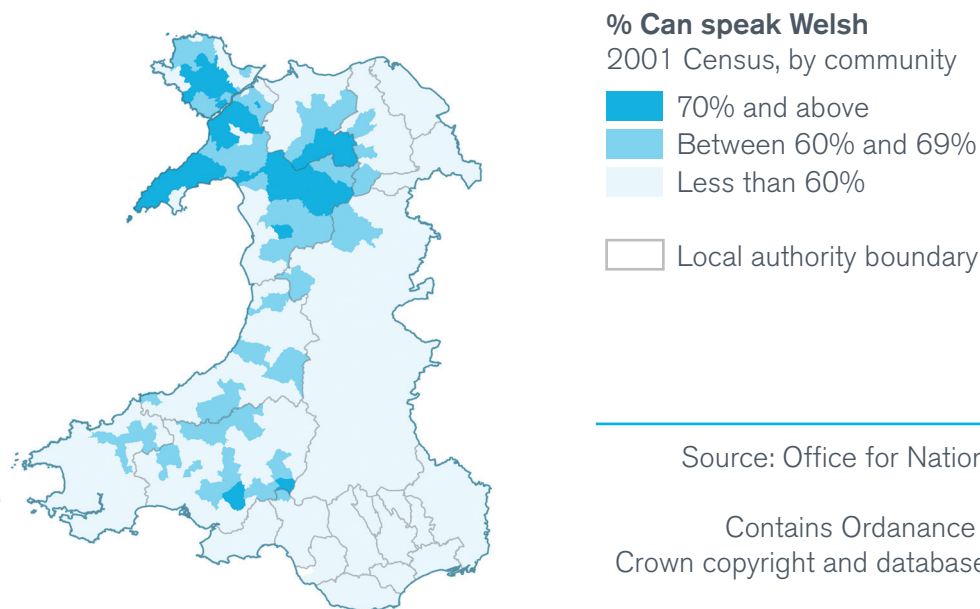 % Can speak Welsh
2001 Census, by community
70% and above
Between 60% and 69%
Less than 60%
Local authority boundary
Source: Office for Nation
Contains Ordanance
Crown copyright and database